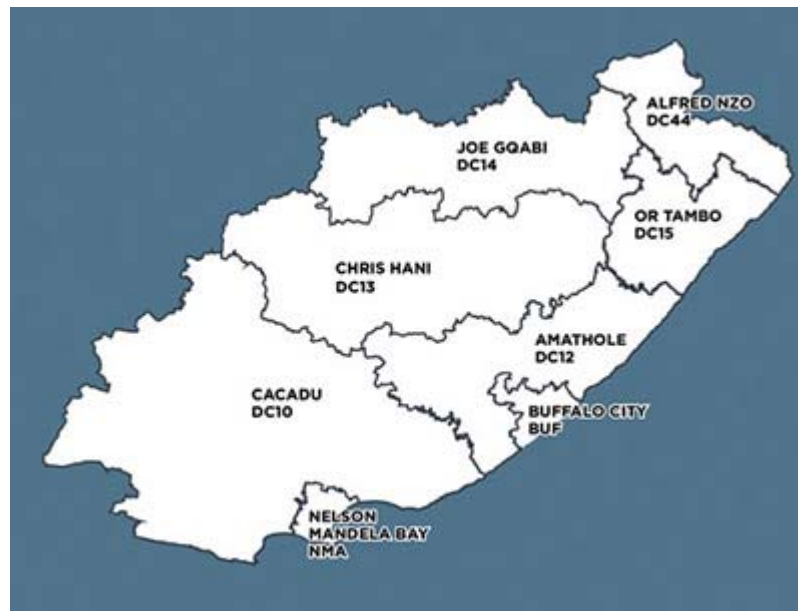 ALFRED NZO
DC44
JOE GQABI
DC14
OR TAMBO
DC15
CHRIS HANI
DC13
AMATHOLE
DC12
CACADU
DC10
BUFFALO CITY
BUF
NELSON
MANDELA BAY
NMA